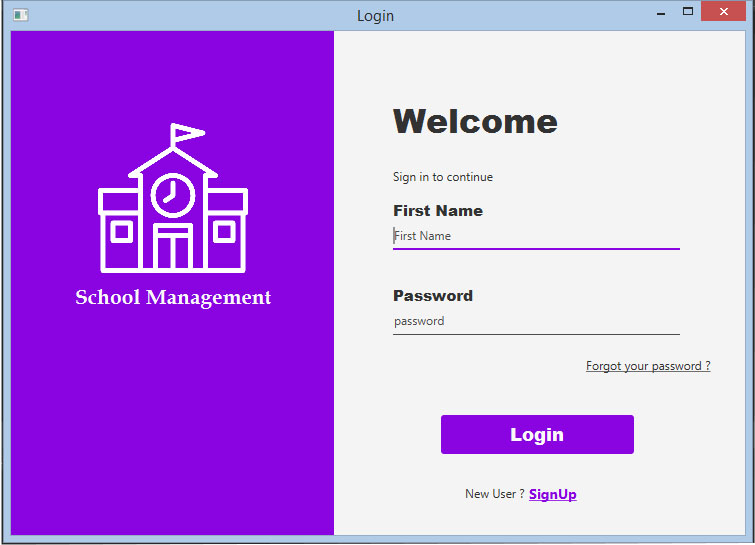 Login
School Management
Welcome
Sign in to continue
First Name
First Name
Password
password
Forgot your password ?
Login
New User ? SignUp